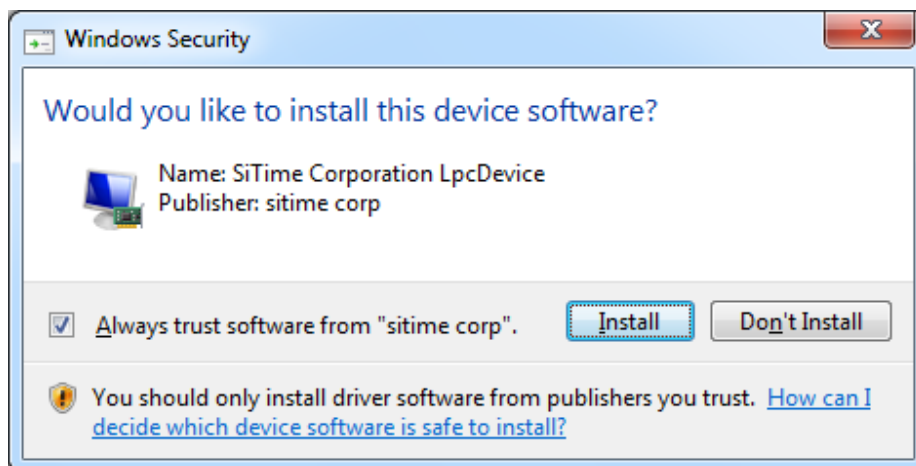 Windows Security
Would you like to install this device software?
Name: SiTime Corporation LpcDevice
Publisher: sitime corp
Always trust software from "sitime corp".
Install
Don't Install
You should only install driver software from publishers you trust. How can I
decide which device software is safe to install?